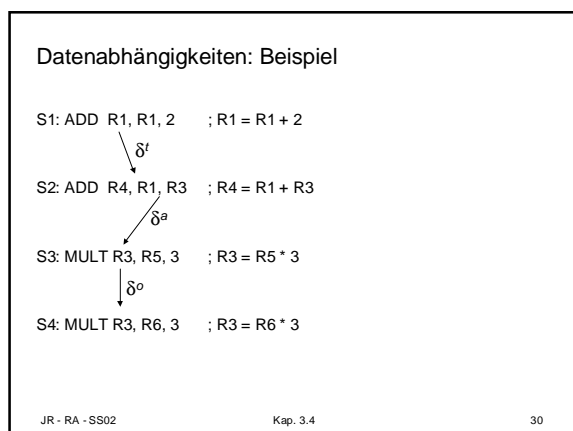 Datenabhängigkeiten: Beispiel
S1: ADD R1, R1, 2 ; R1 = R1 + 2
δt
S2: ADD R4, R1, R3 ; R4 = R1 + R3
δa
S3: MULT R3, R5, 3 ; R3 = R5 * 3
δo
S4: MULT R3, R6, 3 ; R3 = R6 * 3
JR - RA - SS02 Kap. 3.4 30